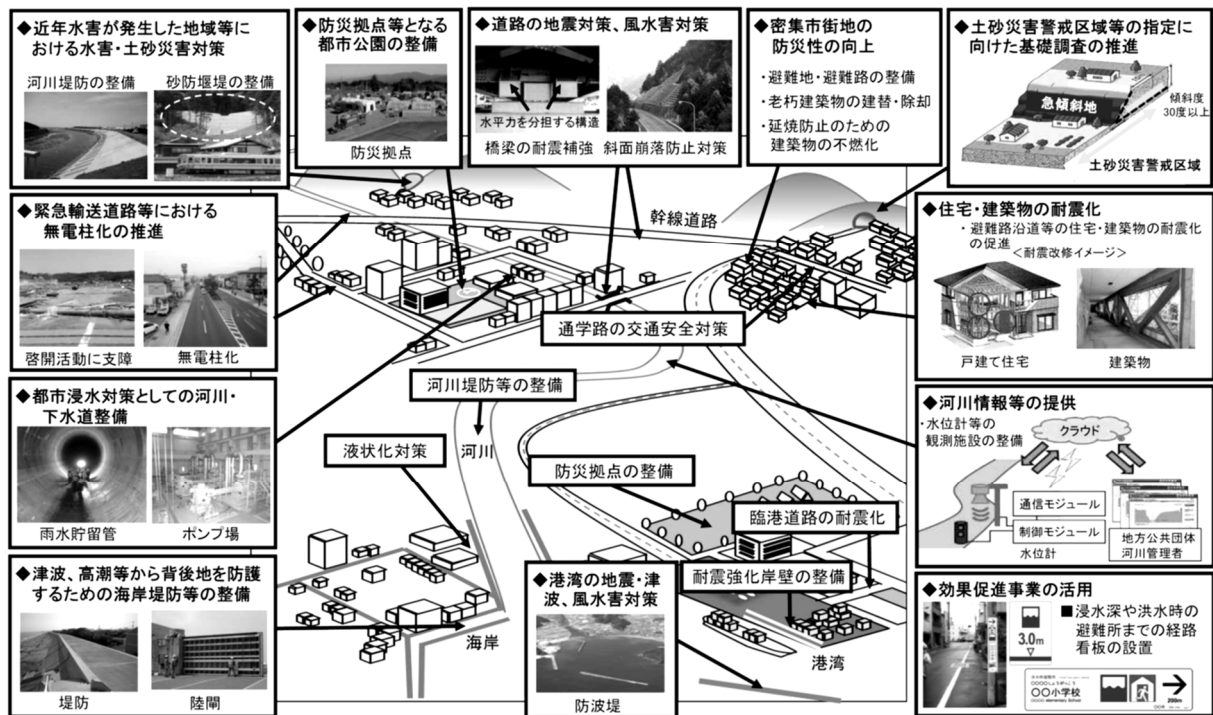 ◆近年水害が発生した地域等に
おける水害・土砂災害対策
河川堤防の整備
砂防堰堤の整備
◆防災拠点等となる
都市公園の整備
防災拠点
◆道路の地震対策、風水害対策
水平力を分担する構造
橋梁の耐震補強
斜面崩落防止対策
◆密集市街地の
防災性の向上
・避難地・避難路の整備
・老朽建築物の建替・除却
・延焼防止のための
建築物の不燃化
◆土砂災害警戒区域等の指定に
向けた基礎調査の推進
急傾斜地
傾斜度
30度以上
土砂災害警戒区域
◆緊急輸送道路等における
無電柱化の推進
啓開活動に支障
無電柱化
幹線道路
通学路の交通安全対策
◆住宅・建築物の耐震化
・避難路沿道等の住宅・建築物の耐震化
の促進
<耐震改修イメージ>
戸建て住宅
建築物
◆都市浸水対策としての河川・
下水道整備
雨水貯留管
ポンプ場
河川堤防等の整備
河川
液状化対策
防災拠点の整備
臨港道路の耐震化
耐震強化岸壁の整備
◆河川情報等の提供
・水位計等の
観測施設の整備
クラウド
通信モジュール
制御モジュール
水位計
地方公共団体
河川管理者
◆津波、高潮等から背後地を防護
するための海岸堤防等の整備
堤防
陸閘
海岸
◆港湾の地震・津
波、風水害対策
防波堤
港湾
◆効果促進事業の活用
3.0m
■浸水深や洪水時の
避難所までの経路
看板の設置
〇〇〇〇しょうがっこう
〇〇小学校
〇〇〇〇 Elementary School
200m